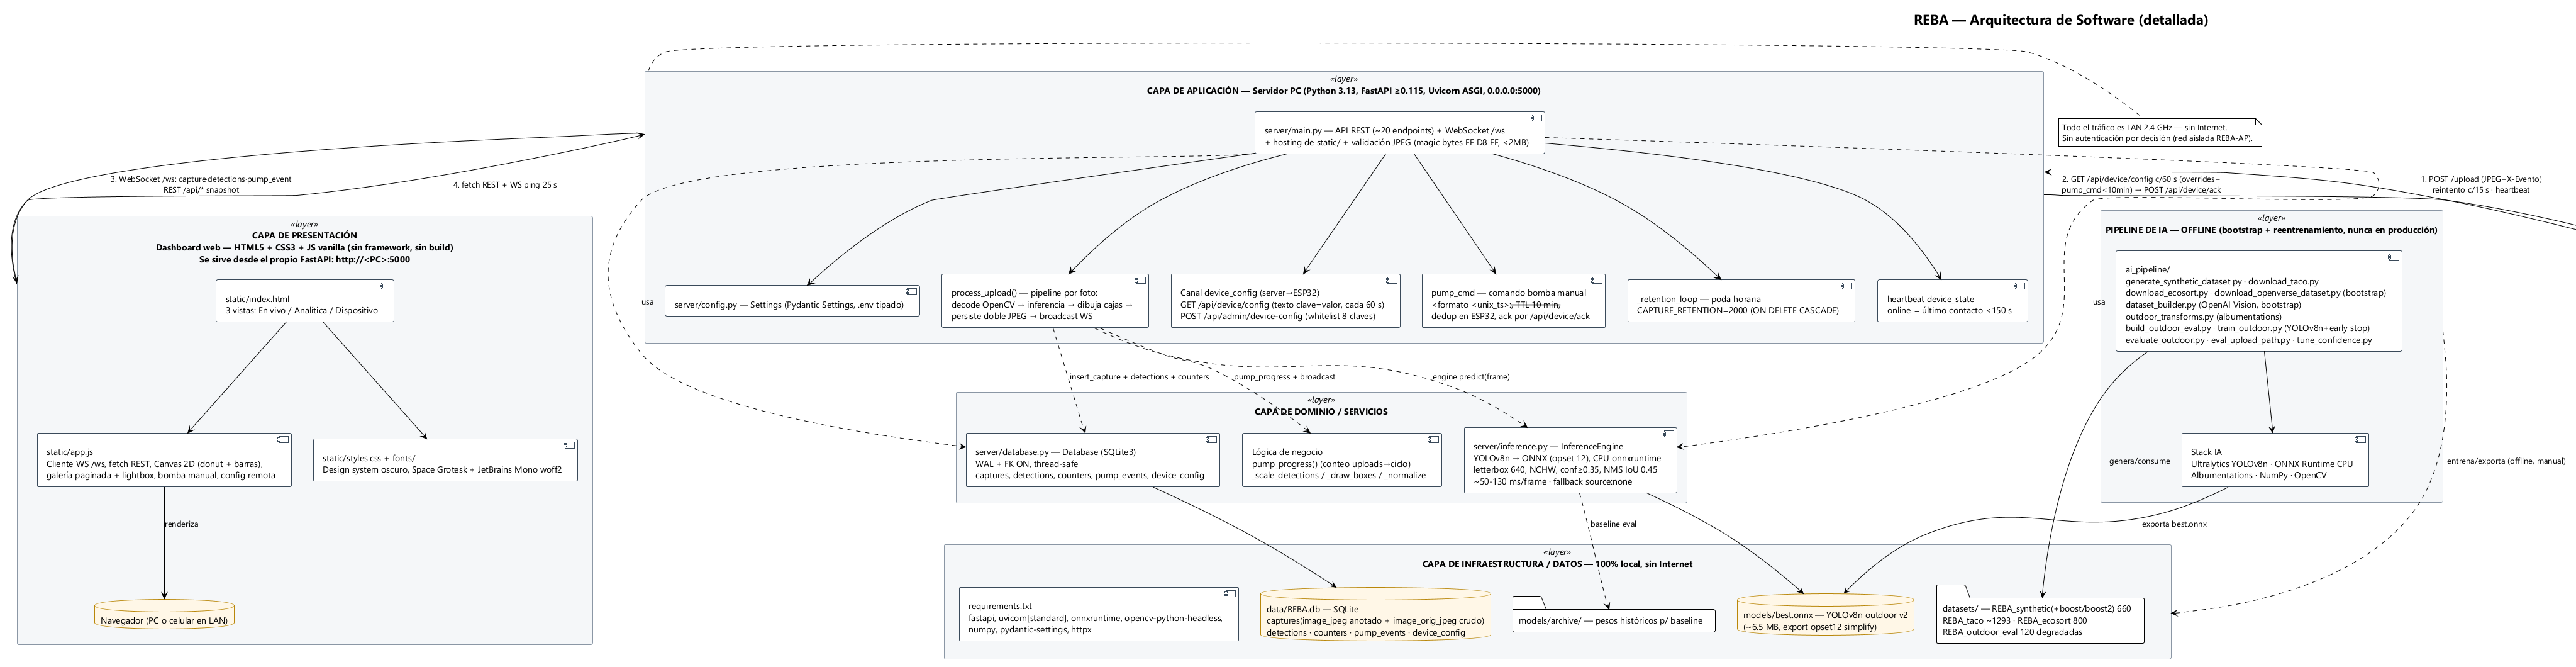 REBA — Arquitectura de Software (detallada)
«layer»
CAPA DE APLICACIÓN — Servidor PC (Python 3.13, FastAPI ≥0.115, Uvicorn ASGI, 0.0.0.0:5000)
server/main.py — API REST (~20 endpoints) + WebSocket /ws
+ hosting de static/ + validación JPEG (magic bytes FF D8 FF, <2MB)
Todo el tráfico es LAN 2.4 GHz — sin Internet.
Sin autenticación por decisión (red aislada REBA-AP).
3. WebSocket /ws: capture·detections·pump_event
REST /api/* snapshot
4. fetch REST + WS ping 25 s
2. GET /api/device/config c/60 s (overrides+
pump_cmd<10min) → POST /api/device/ack
1. POST /upload (JPEG+X-Evento)
reintento c/15 s · heartbeat
server/config.py — Settings (Pydantic Settings, .env tipado)
process_upload() — pipeline por foto:
decode OpenCV → inferencia → dibuja cajas →
persiste doble JPEG → broadcast WS
Canal device_config (server→ESP32)
GET /api/device/config (texto clave=valor, cada 60 s)
POST /api/admin/device-config (whitelist 8 claves)
pump_cmd — comando bomba manual
<formato <unix_ts>; TTL 10 min,
dedup en ESP32, ack por /api/device/ack
_retention_loop — poda horaria
CAPTURE_RETENTION=2000 (ON DELETE CASCADE)
heartbeat device_state
online = último contacto <150 s
«layer»
CAPA DE PRESENTACIÓN
Dashboard web — HTML5 + CSS3 + JS vanilla (sin framework, sin build)
Se sirve desde el propio FastAPI: http://<PC>:5000
static/index.html
3 vistas: En vivo / Analítica / Dispositivo
static/app.js
Cliente WS /ws, fetch REST, Canvas 2D (donut + barras),
galería paginada + lightbox, bomba manual, config remota
static/styles.css + fonts/
Design system oscuro, Space Grotesk + JetBrains Mono woff2
renderiza
Navegador (PC o celular en LAN)
usa
insert_capture + detections + counters
pump_progress + broadcast
engine.predict(frame)
usa
«layer»
CAPA DE DOMINIO / SERVICIOS
server/database.py — Database (SQLite3)
WAL + FK ON, thread-safe
captures, detections, counters, pump_events, device_config
Lógica de negocio
pump_progress() (conteo uploads→ciclo)
_scale_detections / _draw_boxes / _normalize
server/inference.py — InferenceEngine
YOLOv8n → ONNX (opset 12), CPU onnxruntime
letterbox 640, NCHW, conf≥0.35, NMS IoU 0.45
~50-130 ms/frame · fallback source:none
«layer»
PIPELINE DE IA — OFFLINE (bootstrap + reentrenamiento, nunca en producción)
ai_pipeline/
generate_synthetic_dataset.py · download_taco.py
download_ecosort.py · download_openverse_dataset.py (bootstrap)
dataset_builder.py (OpenAI Vision, bootstrap)
outdoor_transforms.py (albumentations)
build_outdoor_eval.py · train_outdoor.py (YOLOv8n+early stop)
evaluate_outdoor.py · eval_upload_path.py · tune_confidence.py
Stack IA
Ultralytics YOLOv8n · ONNX Runtime CPU
Albumentations · NumPy · OpenCV
genera/consume
entrena/exporta (offline, manual)
baseline eval
exporta best.onnx
«layer»
CAPA DE INFRAESTRUCTURA / DATOS — 100% local, sin Internet
requirements.txt
fastapi, uvicorn[standard], onnxruntime, opencv-python-headless,
numpy, pydantic-settings, httpx
data/REBA.db — SQLite
captures(image_jpeg anotado + image_orig_jpeg crudo)
detections · counters · pump_events · device_config
models/archive/ — pesos históricos p/ baseline
models/best.onnx — YOLOv8n outdoor v2
(~6.5 MB, export opset12 simplify)
datasets/ — REBA_synthetic(+boost/boost2) 660
REBA_taco ~1293 · REBA_ecosort 800
REBA_outdoor_eval 120 degradadas